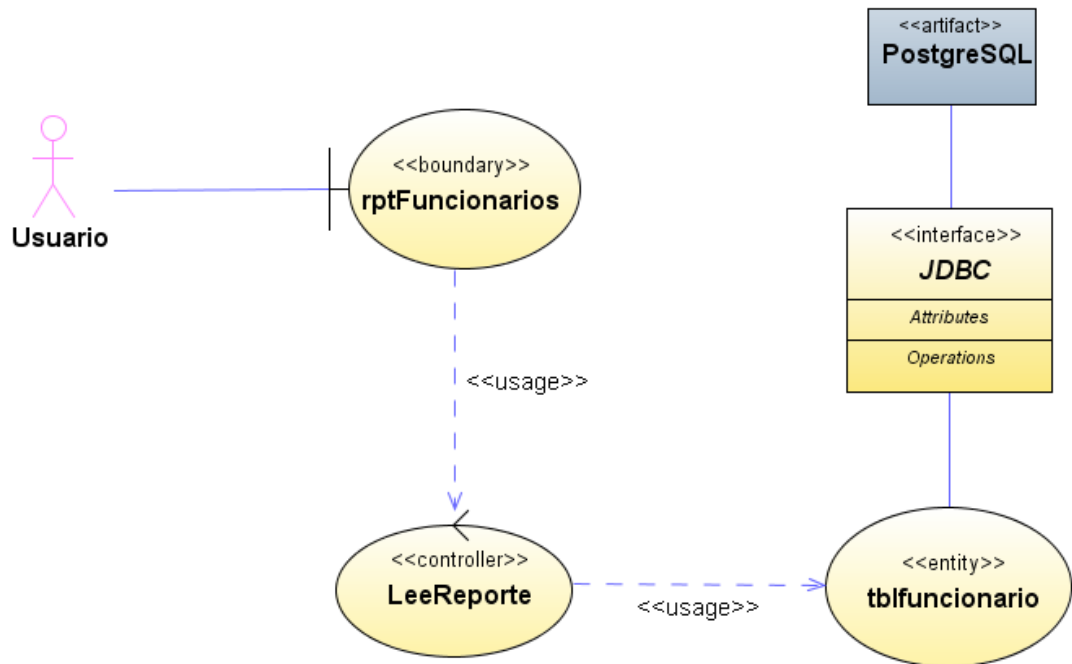 <<artifact>>
PostgreSQL
<<boundary>>
rptFuncionarios
Usuario
<<interface>>
JDBC
Attributes
Operations
<<usage>>
<<controller>>
LeeReporte
<<usage>>
<<entity>>
tblfuncionario